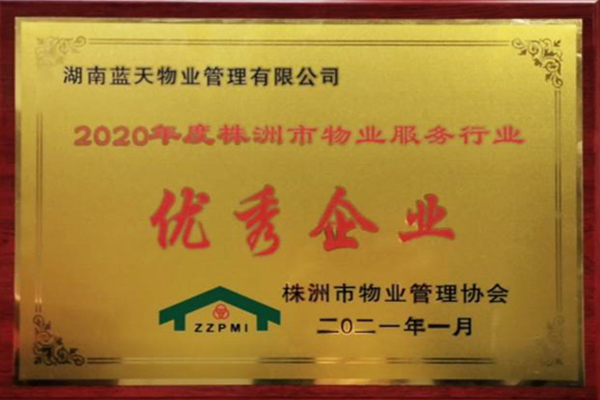 湖南蓝天物业管理有限公司
2020年度株洲市物业服务行业
优秀企业
ZZPMI
株洲市物业管理协会
二〇二一年一月